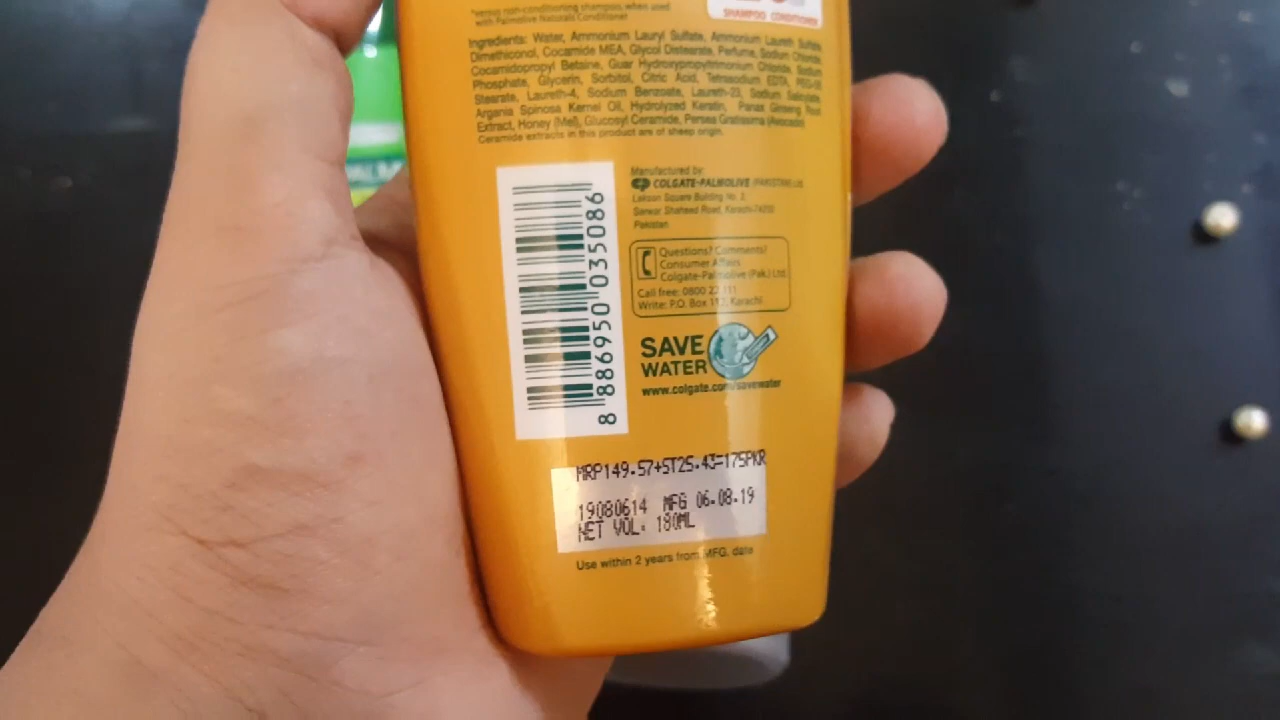 *versus non-conditioning shampoo, when used
with Palmolive Naturals Conditioner
SHAMPOO CONDITIONER
Ingredients: Water, Ammonium Lauryl Sulfate, Ammonium Laureth Sulfate,
Dimethiconol, Cocamide MEA, Glycol Distearate, Perfume, Sodium Chloride,
Cocamidopropyl Betaine, Guar Hydroxypropyltrimonium Chloride, Sodium
Phosphate, Glycerin, Sorbitol, Citric Acid, Tetrasodium EDTA,
Stearate, Laureth-4, Sodium Benzoate, Laureth-23, Sodium Salicylate,
Argania Spinosa Kernel Oil, Hydrolyzed Keratin, Panax Ginseng Root
Extract, Honey (Mel), Glucosyl Ceramide, Persea Gratissima (Avocado)
Ceramide extracts in this product are of sheep origin.
PALM
8 886950 035086
Manufactured by:
COLGATE-PALMOLIVE (PAKISTAN) LTD.
Lakson Square Building No. 2,
Sarwar Shaheed Road, Karachi-74200
Pakistan
Questions? Comments?
Consumer Affairs
Colgate-Palmolive (Pak.) Ltd.
Call free: 0800
Write: P.O. Box Karachi
SAVE
WATER
www.colgate.com/savewater
MRP149.57+ST25.43=175PKR
19080614 MFG 06.08.19
NET VOL. 180ML
Use within 2 years from MFG. date